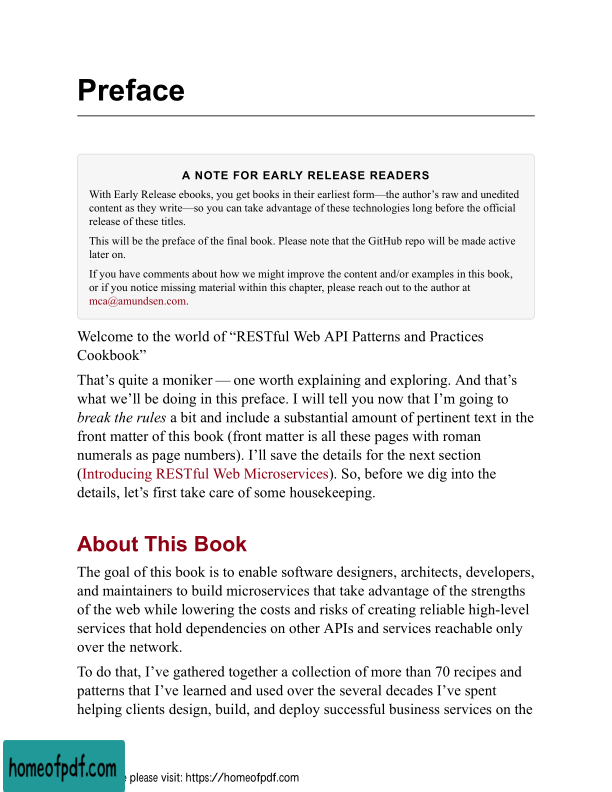 Preface
A NOTE FOR EARLY RELEASE READERS
With Early Release ebooks, you get books in their earliest form—the author’s raw and unedited
content as they write—so you can take advantage of these technologies long before the official
release of these titles.
This will be the preface of the final book. Please note that the GitHub repo will be made active
later on.
If you have comments about how we might improve the content and/or examples in this book,
or if you notice missing material within this chapter, please reach out to the author at
mca@amundsen.com.
Welcome to the world of “RESTful Web API Patterns and Practices
Cookbook”
That’s quite a moniker — one worth explaining and exploring. And that’s
what we’ll be doing in this preface. I will tell you now that I’m going to
break the rules a bit and include a substantial amount of pertinent text in the
front matter of this book (front matter is all these pages with roman
numerals as page numbers). I’ll save the details for the next section
(Introducing RESTful Web Microservices). So, before we dig into the
details, let’s first take care of some housekeeping.
About This Book
The goal of this book is to enable software designers, architects, developers,
and maintainers to build microservices that take advantage of the strengths
of the web while lowering the costs and risks of creating reliable high-level
services that hold dependencies on other APIs and services reachable only
over the network.
To do that, I’ve gathered together a collection of more than 70 recipes and
patterns that I’ve learned and used over the several decades I’ve spent
helping clients design, build, and deploy successful business services on the
homeofpdf.com
please visit: https://homeofpdf.com